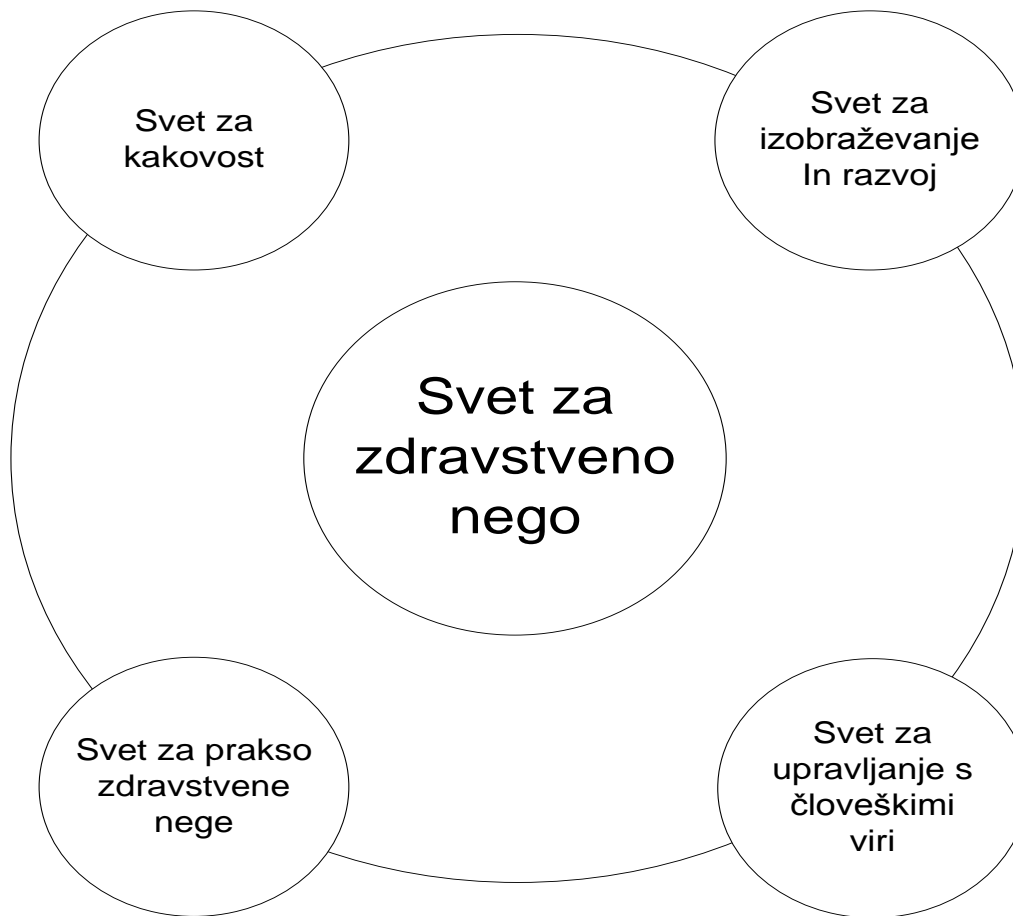 Svet za
kakovost
Svet za
izobraževanje
In razvoj
Svet za
zdravstveno
nego
Svet za prakso
zdravstvene
nege
Svet za
upravljanje s
človeškimi
viri